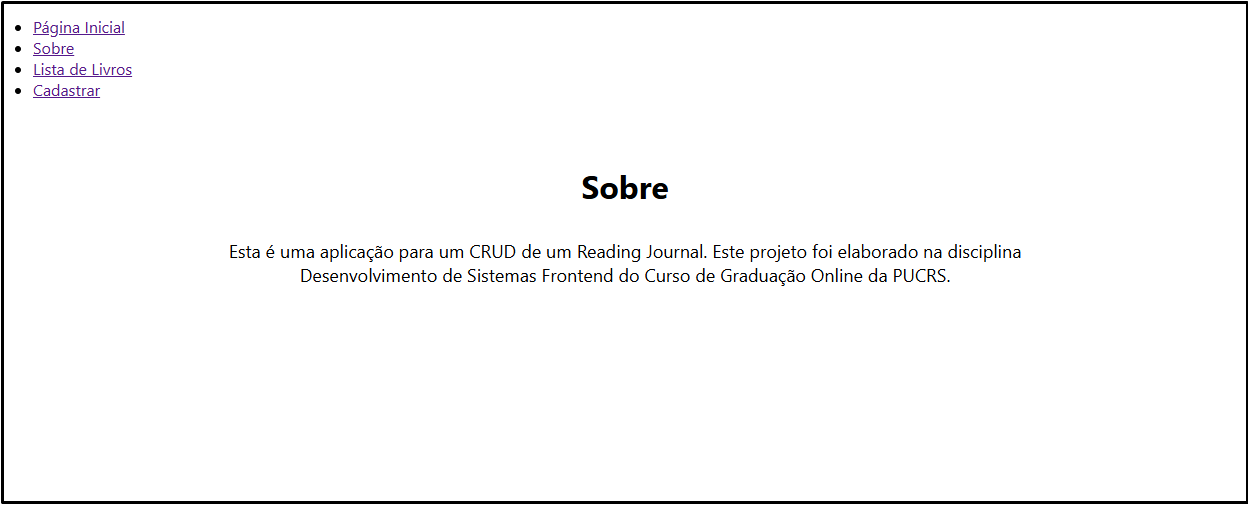 Página Inicial
Sobre
Lista de Livros
Cadastrar
Sobre
Esta é uma aplicação para um CRUD de um Reading Journal. Este projeto foi elaborado na disciplina
Desenvolvimento de Sistemas Frontend do Curso de Graduação Online da PUCRS.